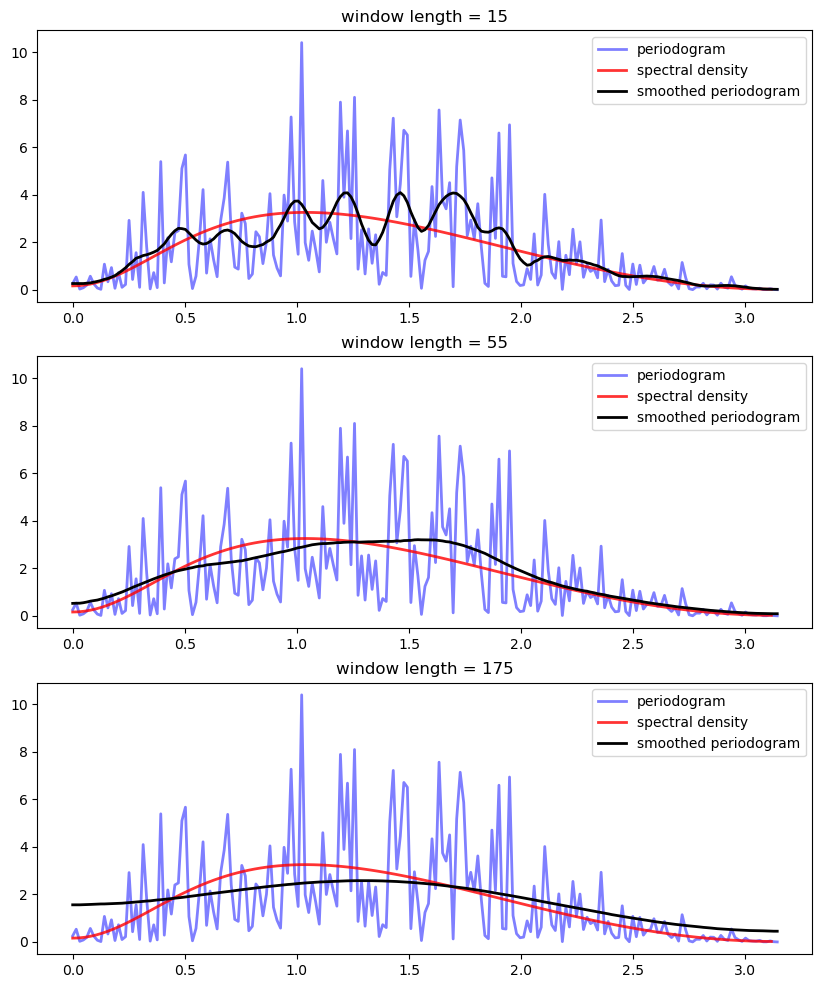 window length = 15
10
8
6
4
2
0
periodogram
spectral density
smoothed periodogram
0.0 0.5 1.0 1.5 2.0 2.5 3.0
window length = 55
10
8
6
4
2
0
periodogram
spectral density
smoothed periodogram
0.0 0.5 1.0 1.5 2.0 2.5 3.0
window length = 175
10
8
6
4
2
0
periodogram
spectral density
smoothed periodogram
0.0 0.5 1.0 1.5 2.0 2.5 3.0